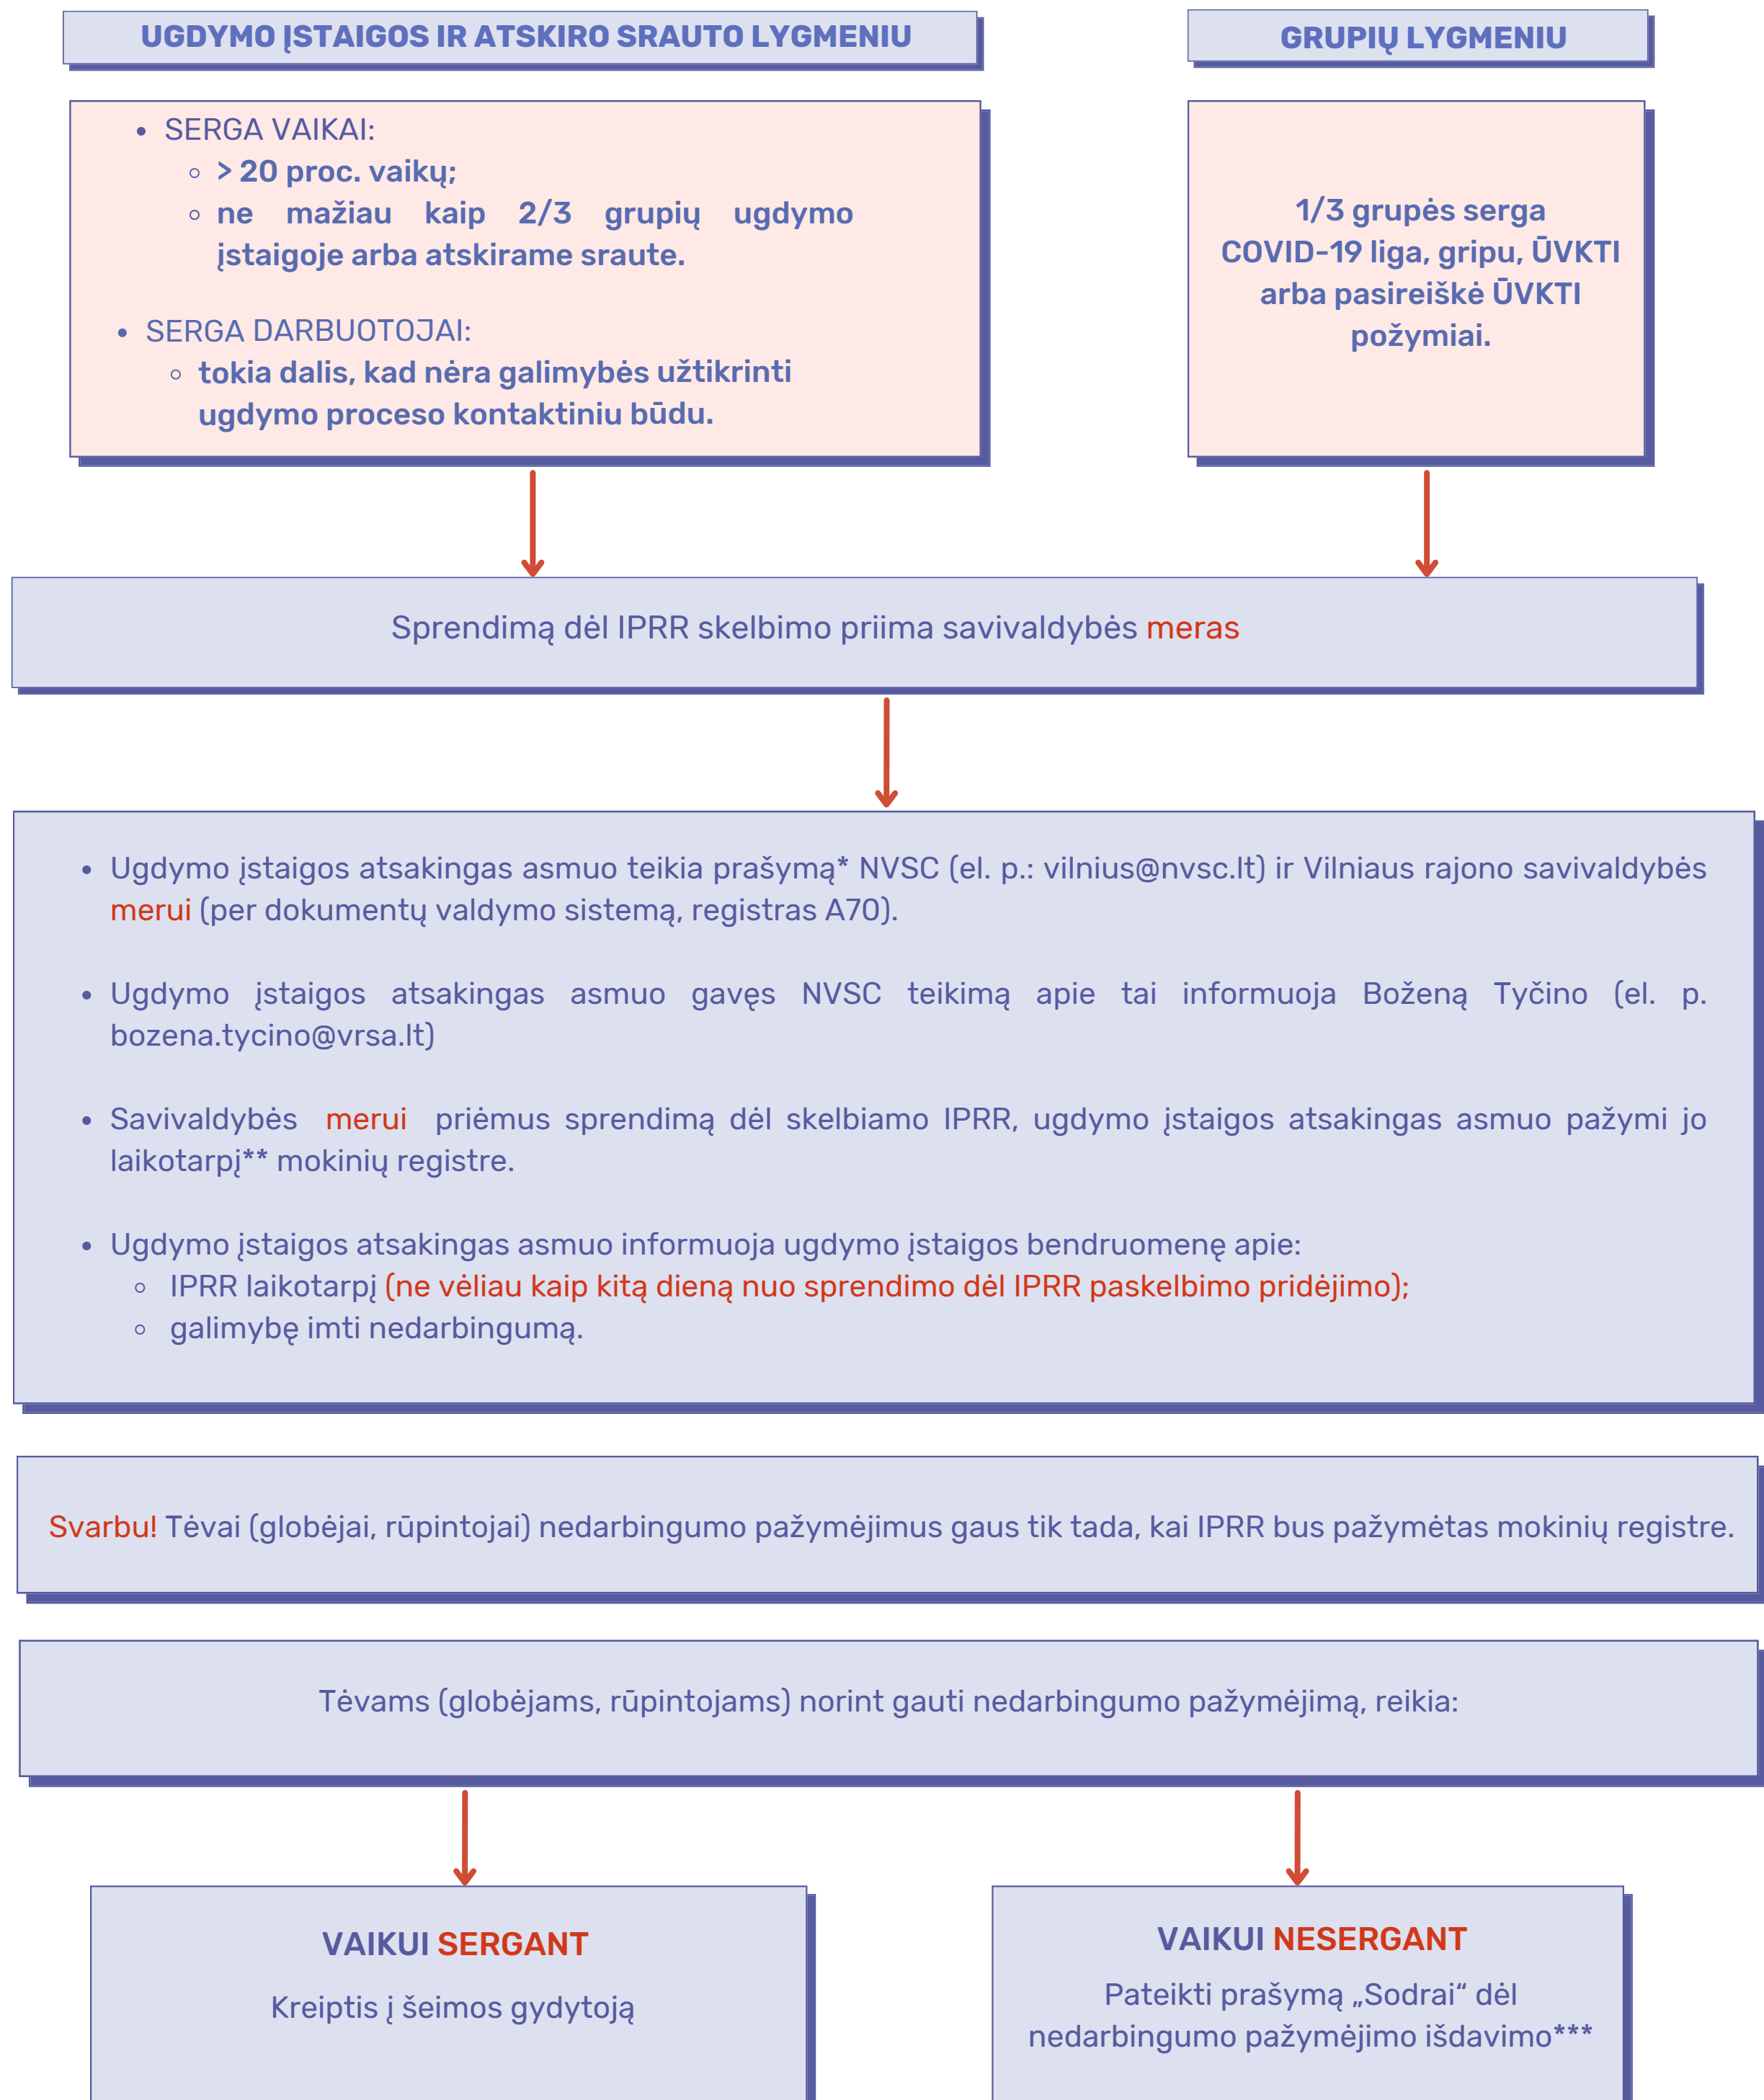 UGDYMO ĮSTAIGOS IR ATSKIRO SRAUTO LYGMENIU
• SERGA VAIKAI:
◦ > 20 proc. vaikų;
◦ ne mažiau kaip 2/3 grupių ugdymo
įstaigoje arba atskirame sraute.
• SERGA DARBUOTOJAI:
◦ tokia dalis, kad nėra galimybės užtikrinti
ugdymo proceso kontaktiniu būdu.
GRUPIŲ LYGMENIU
1/3 grupės serga
COVID-19 liga, gripu, ŪVKTI
arba pasireiškė ŪVKTI
požymiai.
Sprendimą dėl IPRR skelbimo priima savivaldybės meras
• Ugdymo įstaigos atsakingas asmuo teikia prašymą* NVSC (el. p.: vilnius@nvsc.lt) ir Vilniaus rajono savivaldybės
merui (per dokumentų valdymo sistemą, registras A70).
• Ugdymo įstaigos atsakingas asmuo gavęs NVSC teikimą apie tai informuoja Boženą Tyčino (el. p.
bozena.tycino@vrsa.lt)
• Savivaldybės merui priėmus sprendimą dėl skelbiamo IPRR, ugdymo įstaigos atsakingas asmuo pažymi jo
laikotarpį** mokinių registre.
• Ugdymo įstaigos atsakingas asmuo informuoja ugdymo įstaigos bendruomenę apie:
◦ IPRR laikotarpį (ne vėliau kaip kitą dieną nuo sprendimo dėl IPRR paskelbimo pridėjimo);
◦ galimybę imti nedarbingumą.
Svarbu! Tėvai (globėjai, rūpintojai) nedarbingumo pažymėjimus gaus tik tada, kai IPRR bus pažymėtas mokinių registre.
Tėvams (globėjams, rūpintojams) norint gauti nedarbingumo pažymėjimą, reikia:
VAIKUI SERGANT
Kreiptis į šeimos gydytoją
VAIKUI NESERGANT
Pateikti prašymą „Sodrai“ dėl
nedarbingumo pažymėjimo išdavimo***